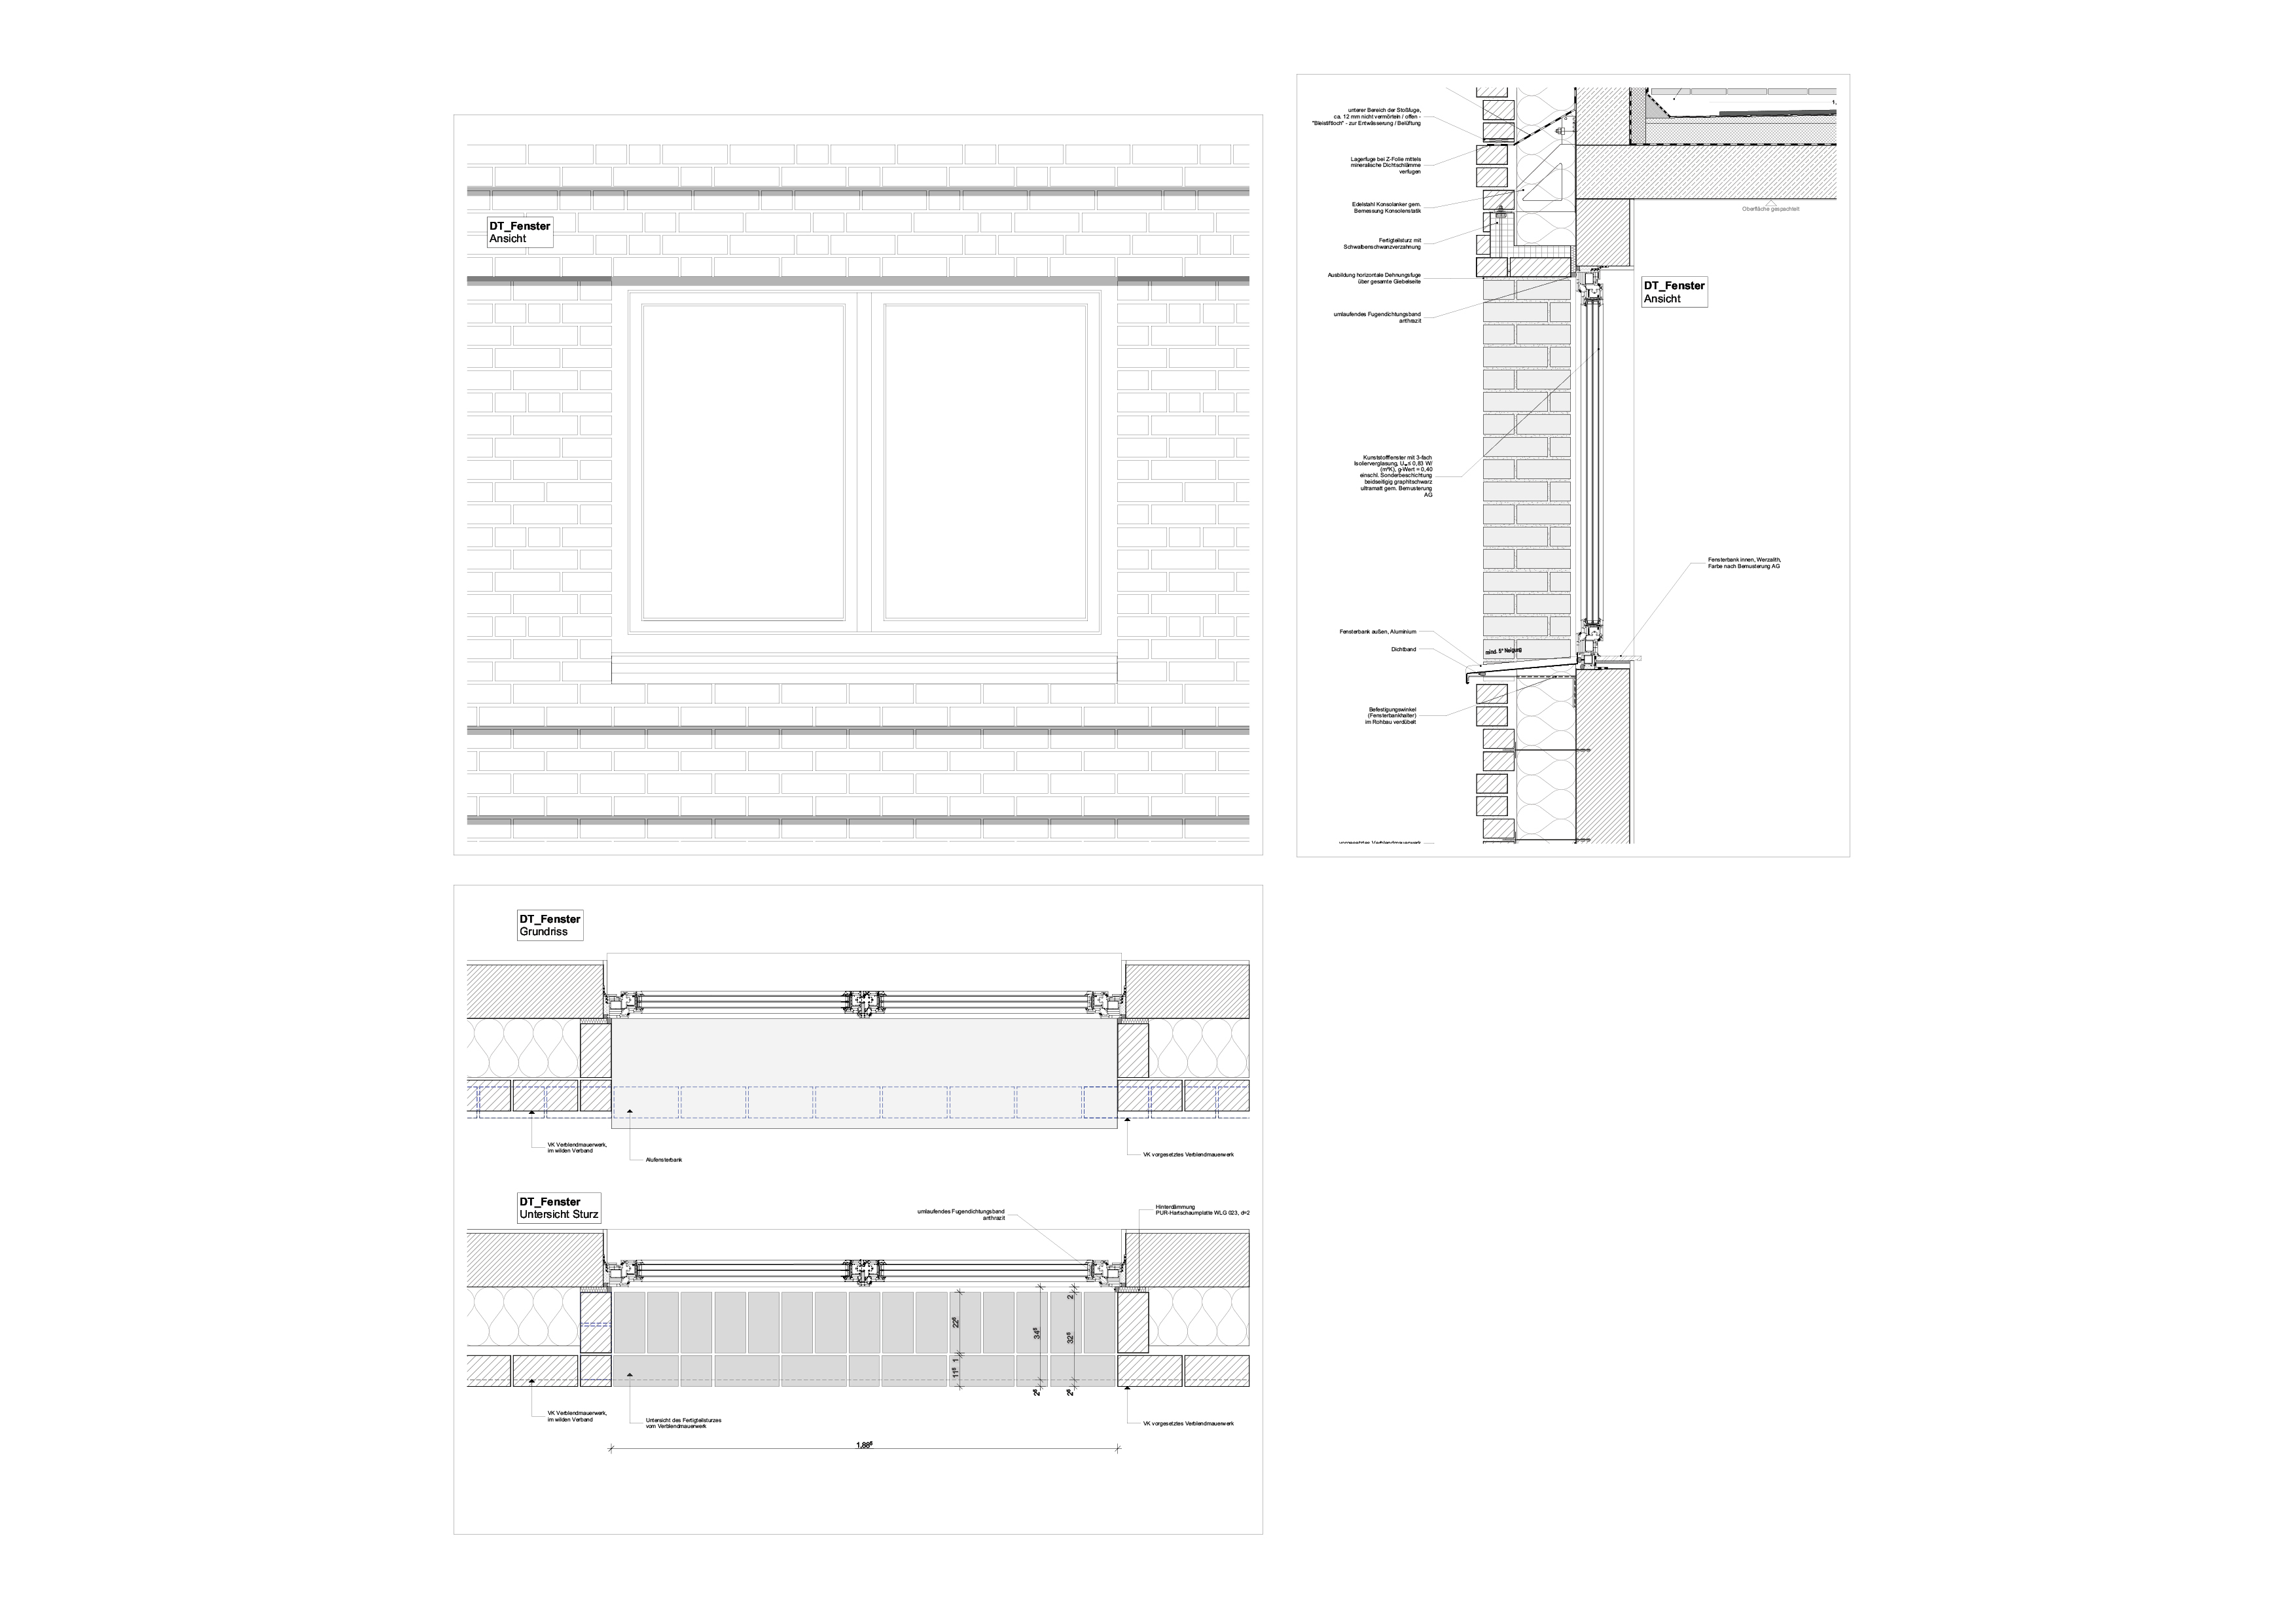 DT_Fenster
Ansicht
unterer Bereich der Stoßfuge,
ca. 12 mm nicht vermörteln / offen -
"Bleistiftloch" - zur Entwässerung / Belüftung
Lagerfuge bei Z-Folie mittels
mineralische Dichtschlämme
verfugen
Edelstahl Konsolanker gem.
Bemessung Konsolenstatik
Fertigteilsturz mit
Schwalbenschwanzverzahnung
Ausbildung horizontale Dehnungsfuge
über gesamte Giebelseite
umlaufendes Fugendichtungsband
anthrazit
Kunststofffenster mit 3-fach
Isolierverglasung, Uw ≤ 0,83 W/
(m²K), g-Wert = 0,40
einschl. Sonderbeschichtung
beidseitigig graphitschwarz
ultramatt gem. Bemusterung
AG
Fensterbank außen, Aluminium
Dichtband
mind. 5° Neigung
Befestigungswinkel
(Fensterbankhalter)
im Rohbau verdübelt
vorgesetztes Verblendmauerwerk
1,
Oberfläche gespachtelt
DT_Fenster
Ansicht
Fensterbank innen, Werzalith,
Farbe nach Bemusterung AG
DT_Fenster
Grundriss
VK Verblendmauerwerk,
im wilden Verband
Alufensterbank
VK vorgesetztes Verblendmauerwerk
DT_Fenster
Untersicht Sturz
umlaufendes Fugendichtungsband
anthrazit
Hinterdämmung
PUR-Hartschaumplatte WLG 023, d=2
22⁵
1
11⁵
34⁵
2⁵
2
32⁵
2⁵
VK Verblendmauerwerk,
im wilden Verband
Untersicht des Fertigteilsturzes
vom Verblendmauerwerk
VK vorgesetztes Verblendmauerwerk
1,88⁵